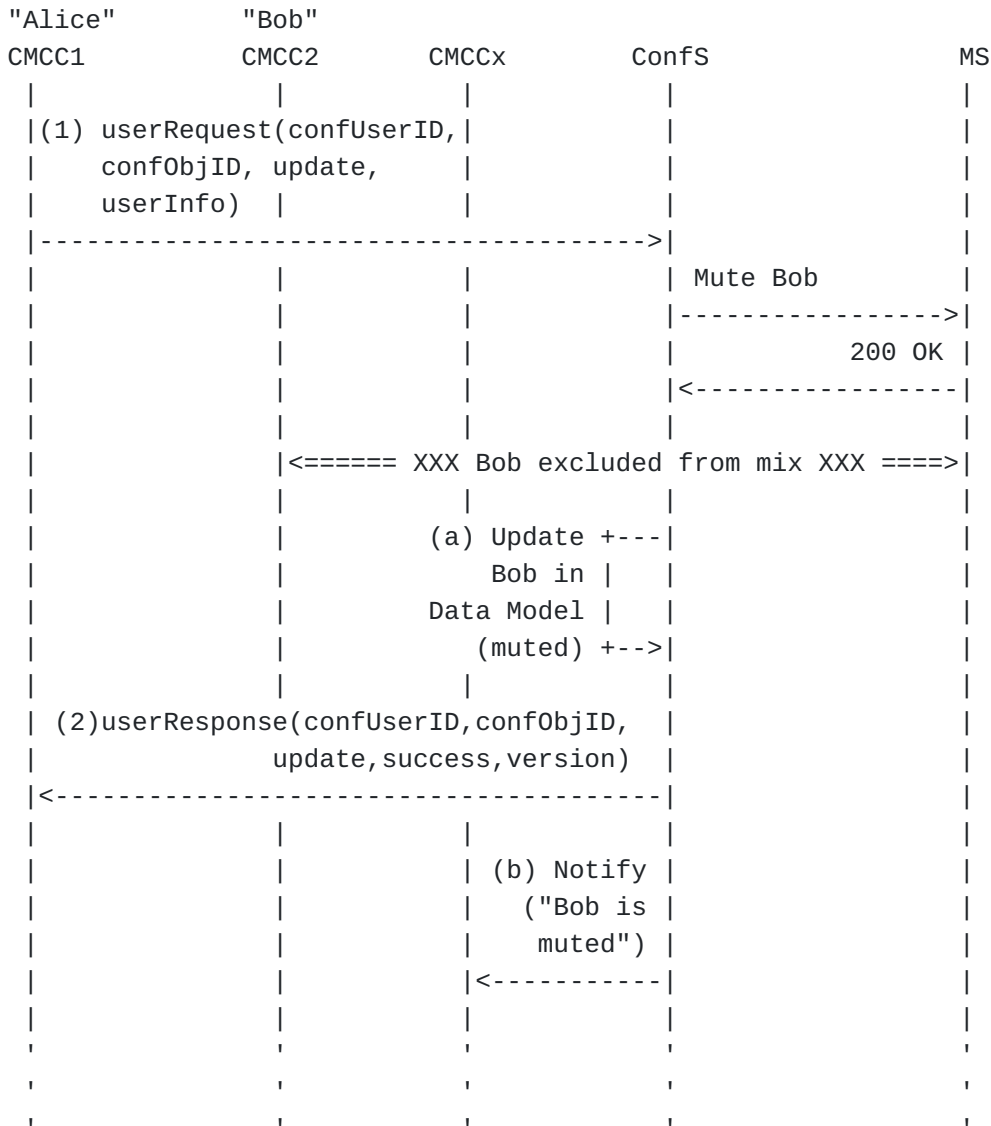 "Alice"        "Bob"
CMCC1          CMCC2       CMCCx        ConfS                MS
(1) userRequest(confUserID,
confObjID, update,
userInfo)
Mute Bob
200 OK
XXX Bob excluded from mix XXX
(a) Update
Bob in
Data Model
(muted)
(2)userResponse(confUserID,confObjID,
update,success,version)
(b) Notify
("Bob is
muted")